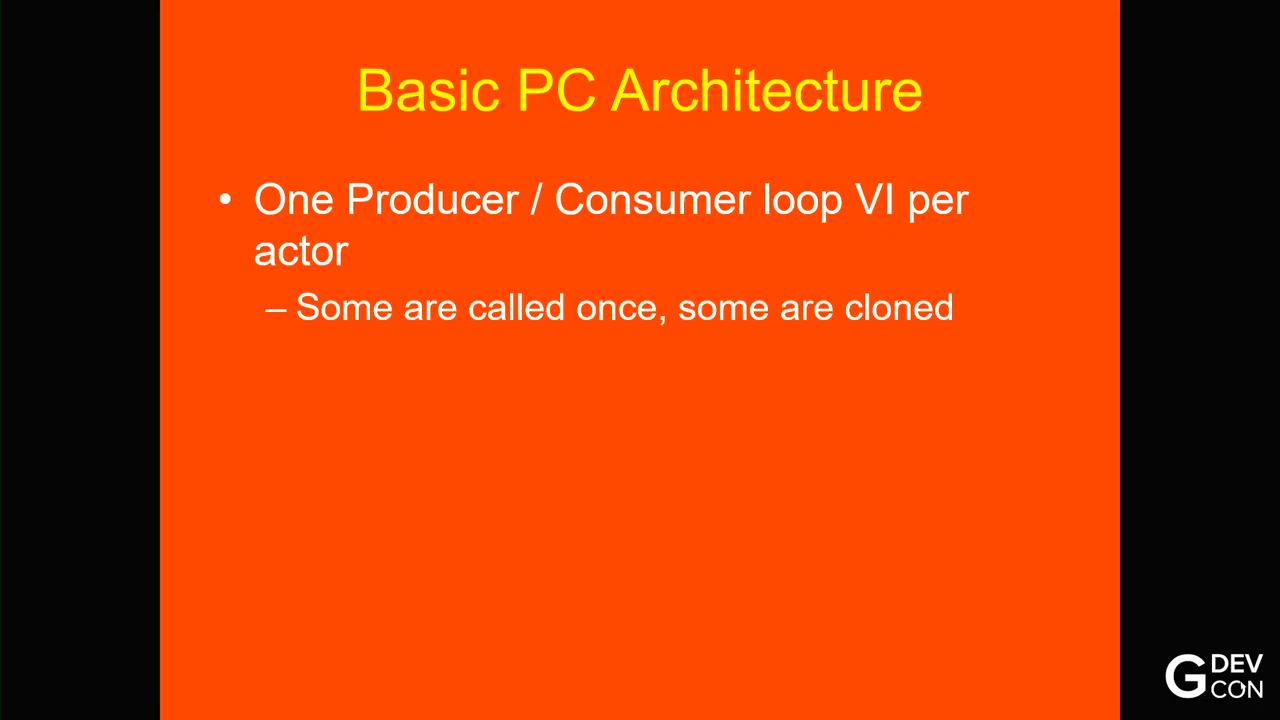 Basic PC Architecture
• One Producer / Consumer loop VI per
actor
– Some are called once, some are cloned
G DEV
CON